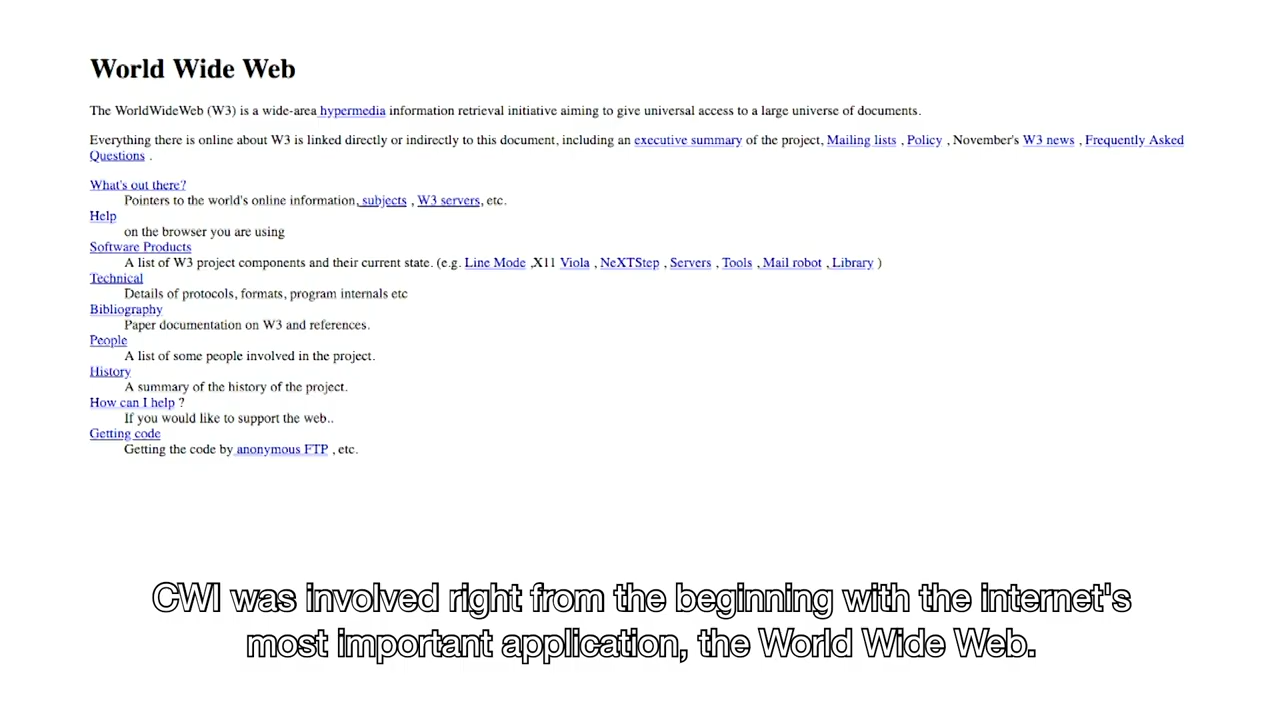 World Wide Web
The WorldWideWeb (W3) is a wide-area hypermedia information retrieval initiative aiming to give universal access to a large universe of documents.
Everything there is online about W3 is linked directly or indirectly to this document, including an executive summary of the project, Mailing lists , Policy , November's W3 news , Frequently Asked
Questions .
What's out there?
Pointers to the world's online information, subjects , W3 servers, etc.
Help
on the browser you are using
Software Products
A list of W3 project components and their current state. (e.g. Line Mode ,X11 Viola , NeXTStep , Servers , Tools , Mail robot , Library )
Technical
Details of protocols, formats, program internals etc
Bibliography
Paper documentation on W3 and references.
People
A list of some people involved in the project.
History
A summary of the history of the project.
How can I help ?
If you would like to support the web..
Getting code
Getting the code by anonymous FTP , etc.
CWI was involved right from the beginning with the internet's
most important application, the World Wide Web.